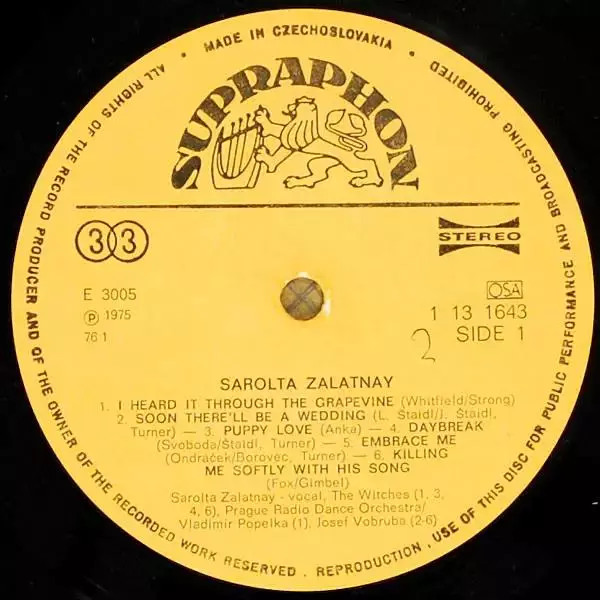 ALL RIGHTS OF THE RECORD PRODUCER AND OF THE OWNER OF THE RECORDED WORK RESERVED . REPRODUCTION , USE OF THIS DISC FOR PUBLIC PERFORMANCE AND BROADCASTING PROHIBITED
• MADE IN CZECHOSLOVAKIA •
SUPRAPHON
33
STEREO
E 3005
℗ 1975
76 1
OSA
1 13 1643
2
SIDE 1
SAROLTA ZALATNAY
1. I HEARD IT THROUGH THE GRAPEVINE (Whitfield/Strong)
2. SOON THERE'LL BE A WEDDING (L. Štaidl/J. Štaidl,
Turner) — 3. PUPPY LOVE (Anka) — 4. DAYBREAK
(Svoboda/Štaidl, Turner) — 5. EMBRACE ME
(Ondráček/Borovec, Turner) — 6. KILLING
ME SOFTLY WITH HIS SONG
(Fox/Gimbel)
Sarolta Zalatnay - vocal, The Witches (1, 3,
4, 6), Prague Radio Dance Orchestra/
Vladimír Popelka (1), Josef Vobruba (2-6)